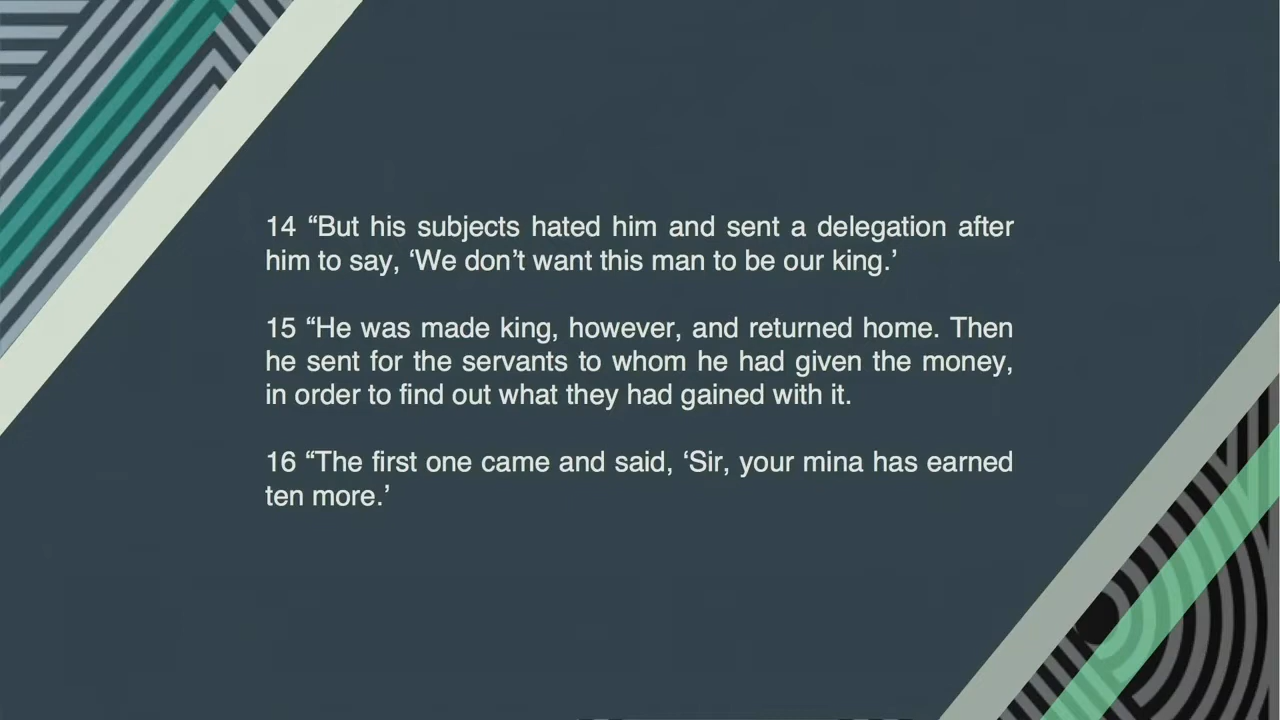 14 “But his subjects hated him and sent a delegation after
him to say, ‘We don’t want this man to be our king.’
15 “He was made king, however, and returned home. Then
he sent for the servants to whom he had given the money,
in order to find out what they had gained with it.
16 “The first one came and said, ‘Sir, your mina has earned
ten more.’